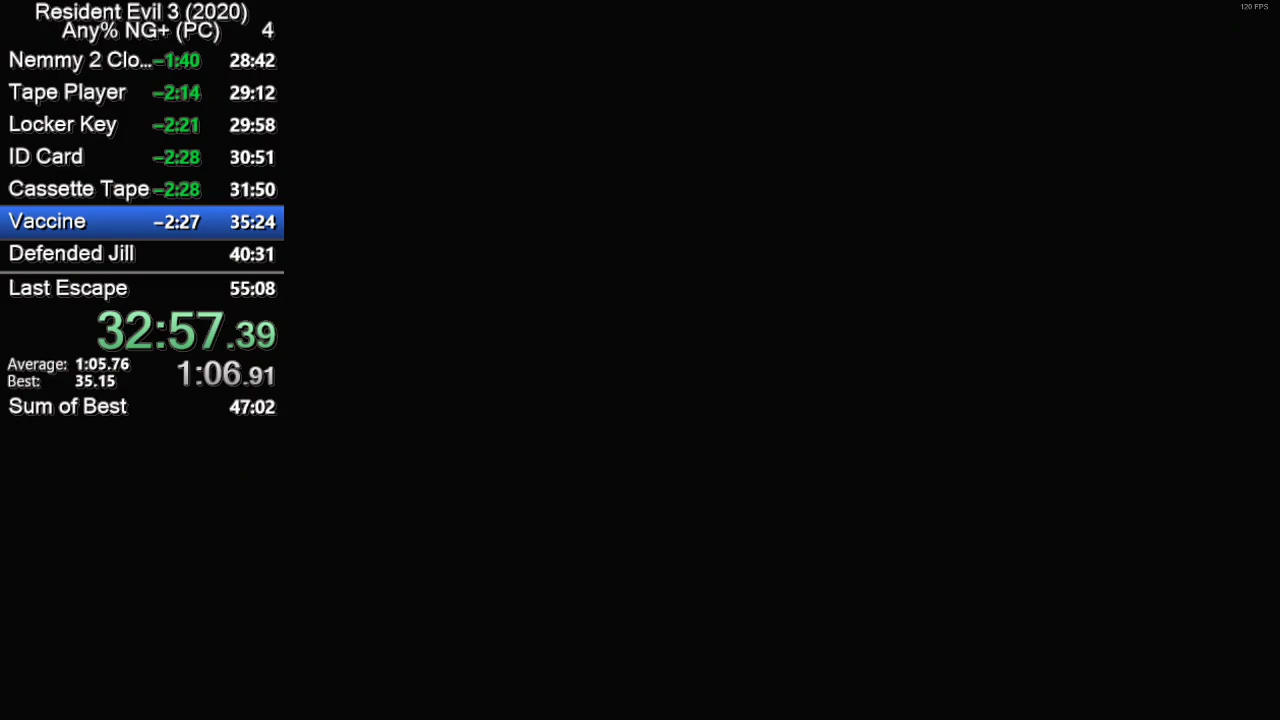 120 FPS
Resident Evil 3 (2020)
Any% NG+ (PC) 4
Nemmy 2 Clo... −1:40 28:42
Tape Player −2:14 29:12
Locker Key −2:21 29:58
ID Card −2:28 30:51
Cassette Tape −2:28 31:50
Vaccine −2:27 35:24
Defended Jill 40:31
Last Escape 55:08
32:57.39
Average: 1:05.76 1:06.91
Best: 35.15
Sum of Best 47:02